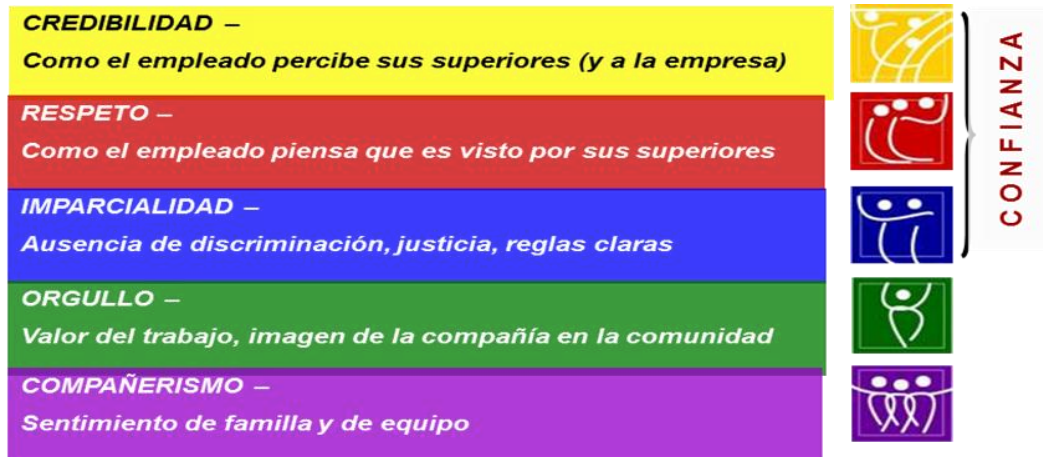 CREDIBILIDAD –
Como el empleado percibe sus superiores (y a la empresa)
RESPETO –
Como el empleado piensa que es visto por sus superiores
IMPARCIALIDAD –
Ausencia de discriminación, justicia, reglas claras
ORGULLO –
Valor del trabajo, imagen de la compañía en la comunidad
COMPAÑERISMO –
Sentimiento de familla y de equipo
CONFIANZA